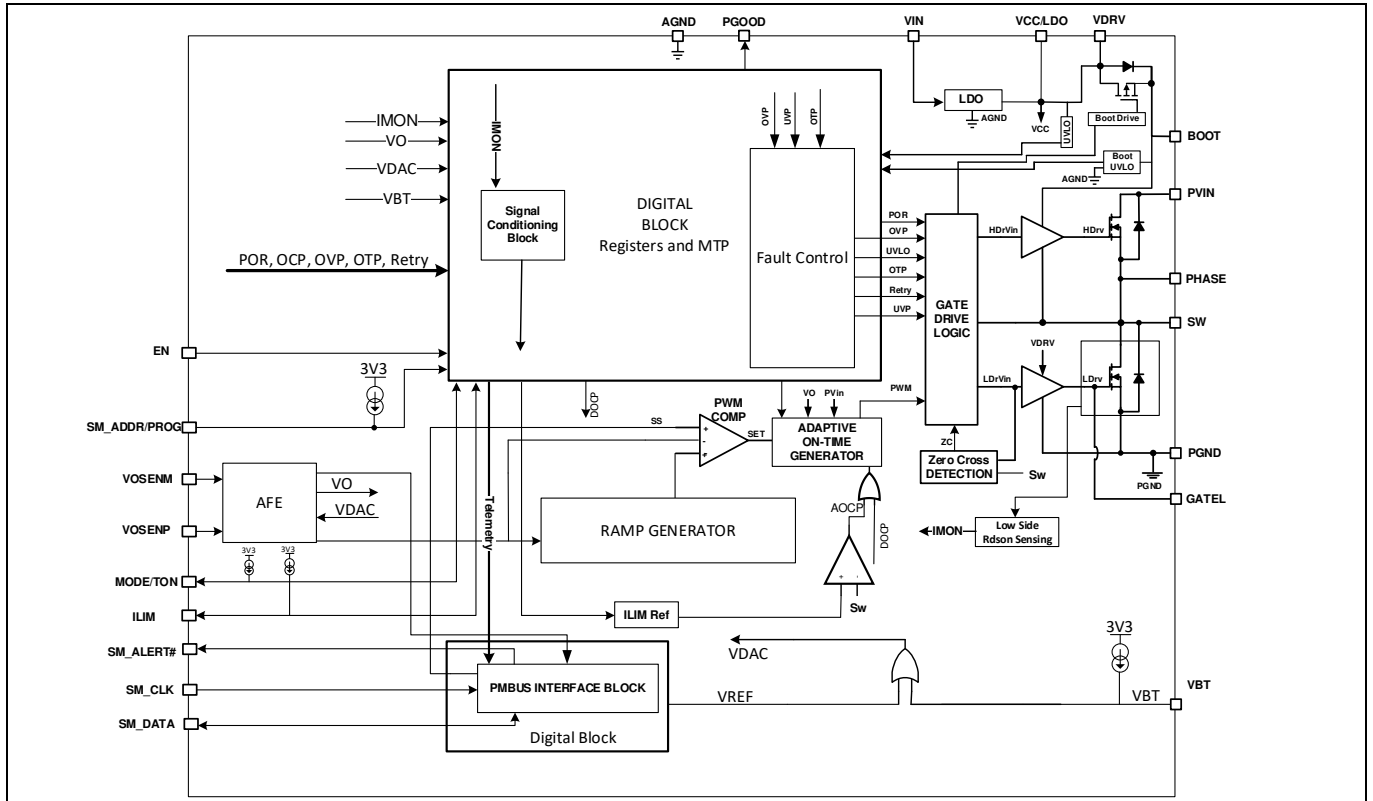 AGND
PGOOD
VIN
VCC/LDO
VDRV
LDO
AGND
VCC
UVLO
Boot Drive
Boot
UVLO
AGND
BOOT
PVIN
PHASE
SW
PGND
PGND
GATEL
IMON
VO
VDAC
VBT
POR, OCP, OVP, OTP, Retry
IMON
Signal
Conditioning
Block
DIGITAL
BLOCK
Registers and MTP
OVP
UVP
OTP
Fault Control
POR
OVP
UVLO
OTP
Retry
UVP
GATE
DRIVE
LOGIC
HDrVin
HDrv
VDRV
LDrVin
LDrv
PWM
ZC
Zero Cross
DETECTION
Sw
IMON
Low Side
Rdson Sensing
EN
3V3
SM_ADDR/PROG
VOSENM
VOSENP
AFE
VO
VDAC
3V3
3V3
MODE/TON
ILIM
SM_ALERT#
SM_CLK
SM_DATA
Telemetry
DOCP
SS
PWM
COMP
SET
VO
PVin
ADAPTIVE
ON-TIME
GENERATOR
RAMP GENERATOR
AOCP
DOCP
Sw
ILIM Ref
PMBUS INTERFACE BLOCK
Digital Block
VDAC
VREF
3V3
VBT
VBT